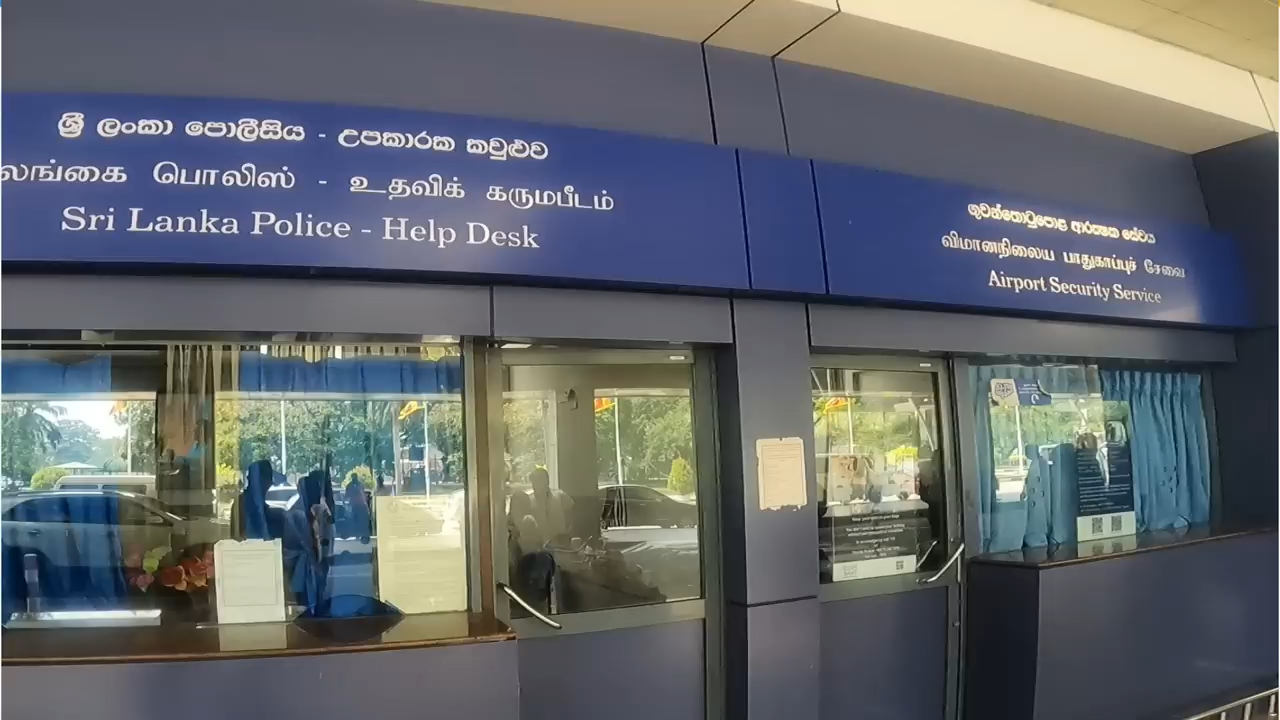 ශ්‍රී ලංකා පොලීසිය - උපකාරක කවුළුව
லங்கை பொலிஸ் - உதவிக் கருமபீடம்
Sri Lanka Police - Help Desk
ගුවන්තොටුපොළ ආරක්ෂක සේවය
விமானநிலைய பாதுகாப்புச் சேவை
Airport Security Service